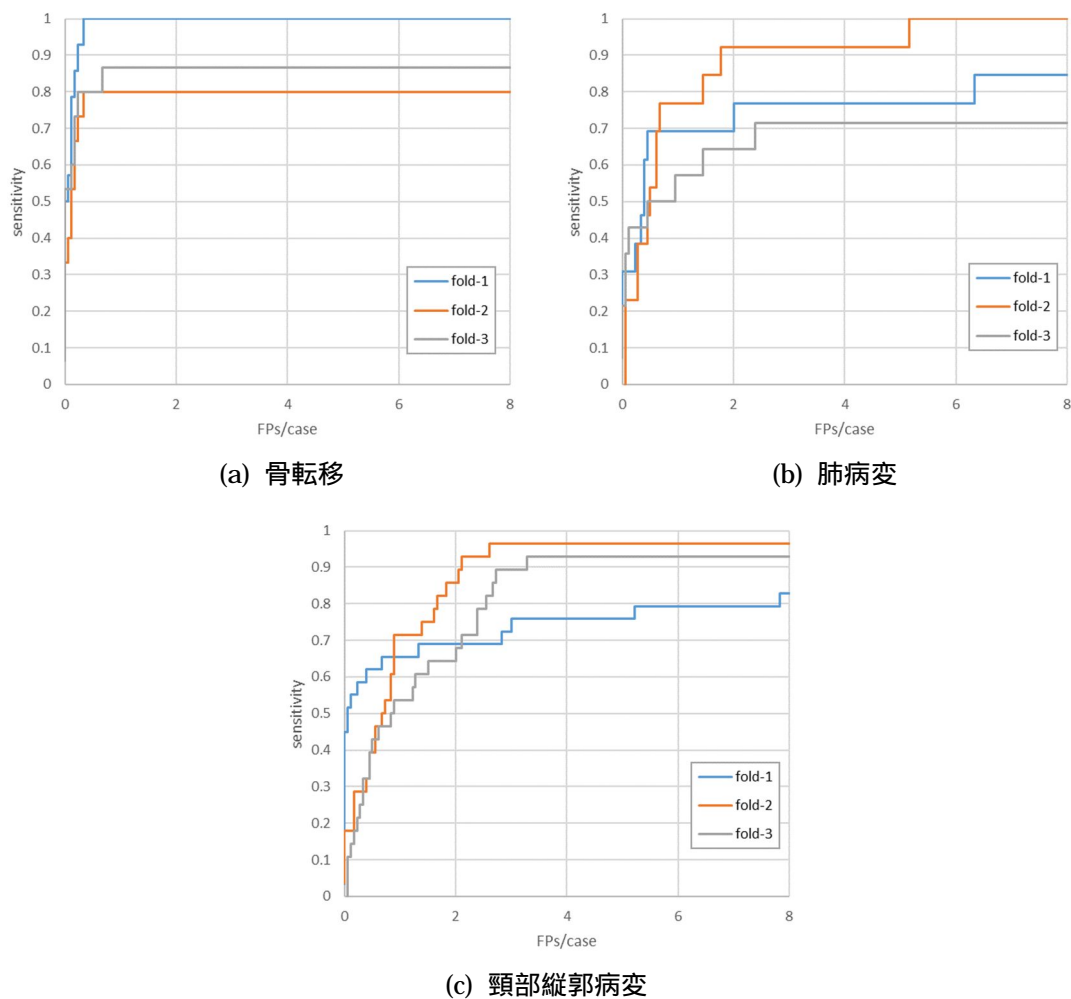 1
0.9
0.8
0.7
0.6
0.5
0.4
0.3
0.2
0.1
0
sensitivity
0 2 4 6 8
FPs/case
fold-1
fold-2
fold-3
(a) 骨転移
1
0.9
0.8
0.7
0.6
0.5
0.4
0.3
0.2
0.1
0
sensitivity
0 2 4 6 8
FPs/case
fold-1
fold-2
fold-3
(b) 肺病変
1
0.9
0.8
0.7
0.6
0.5
0.4
0.3
0.2
0.1
0
sensitivity
0 2 4 6 8
FPs/case
fold-1
fold-2
fold-3
(c) 頸部縦郭病変